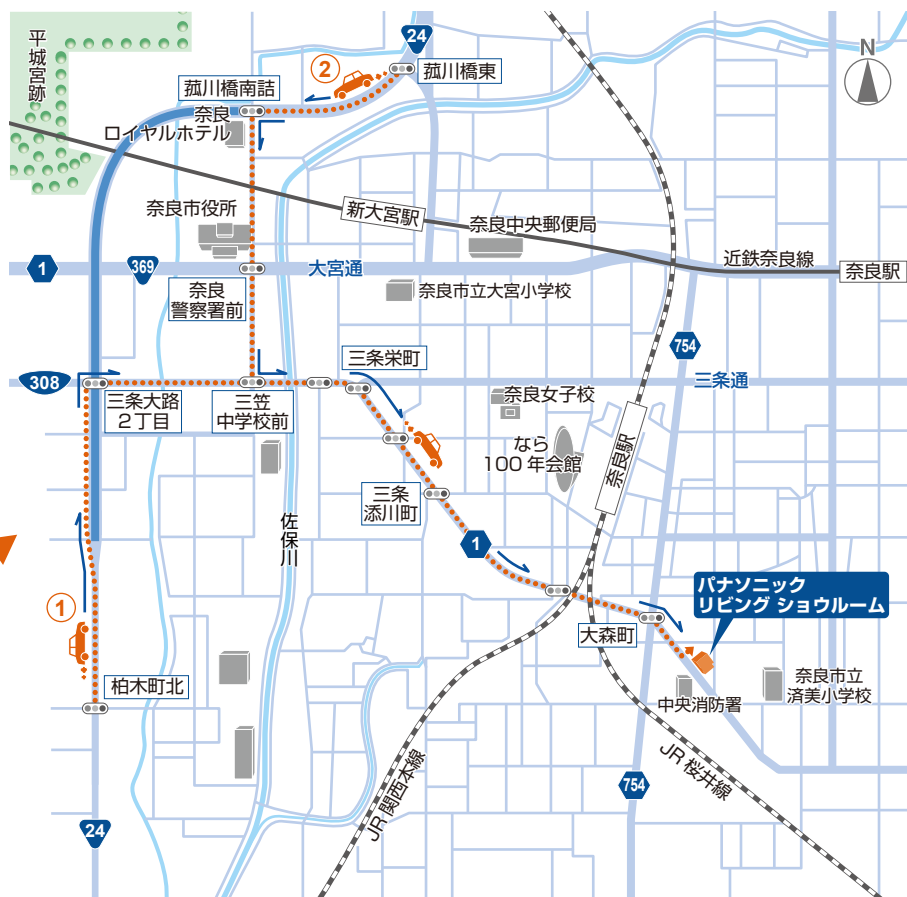 平城宮跡
24
②
菰川橋東
N
菰川橋南詰
奈良
ロイヤルホテル
奈良市役所
新大宮駅
奈良中央郵便局
近鉄奈良線
奈良駅
1
369
大宮通
奈良
警察署前
奈良市立大宮小学校
754
308
三条栄町
三条通
三条大路
2丁目
三笠
中学校前
奈良女子校
なら
100年会館
奈良駅
三条
添川町
佐保川
1
①
パナソニック
リビング ショウルーム
大森町
柏木町北
中央消防署
奈良市立
済美小学校
JR関西本線
JR桜井線
754
24